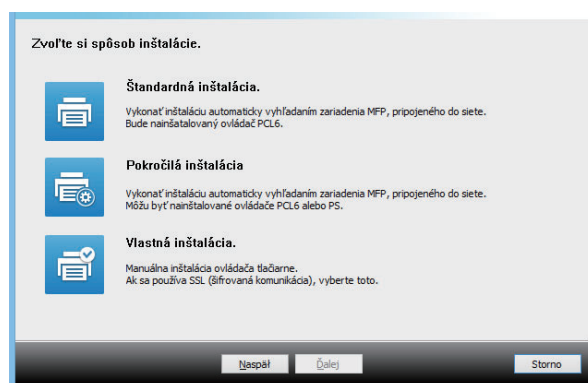 Zvoľte si spôsob inštalácie.
Štandardná inštalácia.
Vykonať inštaláciu automaticky vyhľadaním zariadenia MFP, pripojeného do siete.
Bude nainšatalovaný ovládač PCL6.
Pokročilá inštalácia
Vykonať inštaláciu automaticky vyhľadaním zariadenia MFP, pripojeného do siete.
Môžu byť nainštalované ovládače PCL6 alebo PS.
Vlastná inštalácia.
Manuálna inštalácia ovládača tlačiarne.
Ak sa používa SSL (šifrovaná komunikácia), vyberte toto.
Naspäť Ďalej Storno